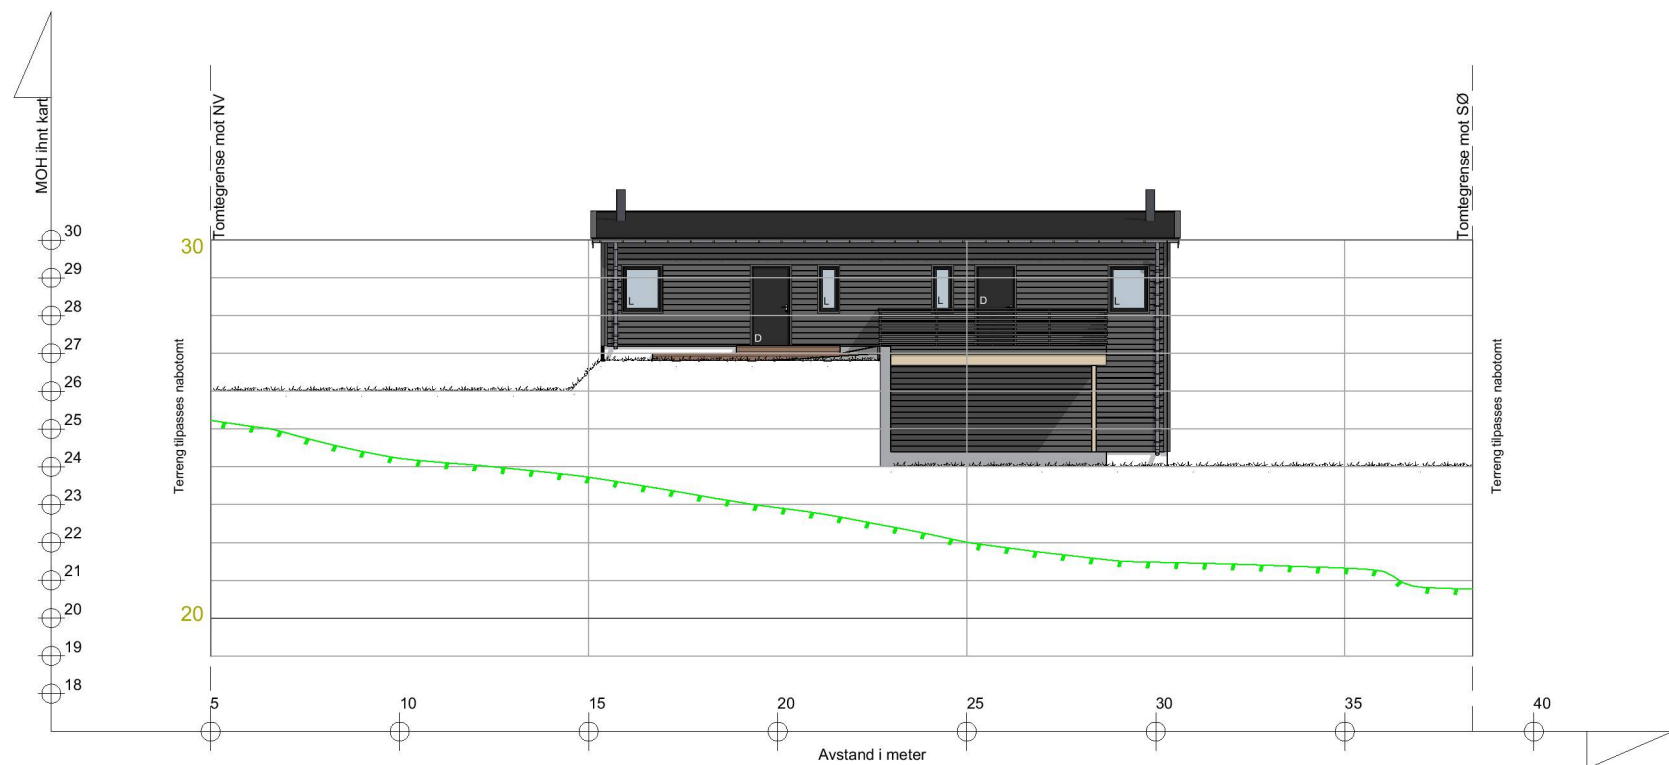 MOH ihnt kart
Tomtegrense mot NV
Tomtegrense mot SØ
30
29
28
27
26
25
24
23
22
21
20
19
18
30
20
Terreng tilpasses nabotomt
Terreng tilpasses nabotomt
L
D
L
L
D
L
5
10
15
20
25
30
35
40
Avstand i meter